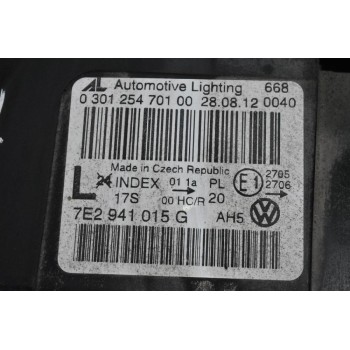 AL Automotive Lighting 668
0 301 254 701 00 28.08.12 0040
Made in Czech Republic
L INDEX 01 1a PL E1 2705
17S 00 HC/R 20 2706
7E2 941 015 G AH5 VW